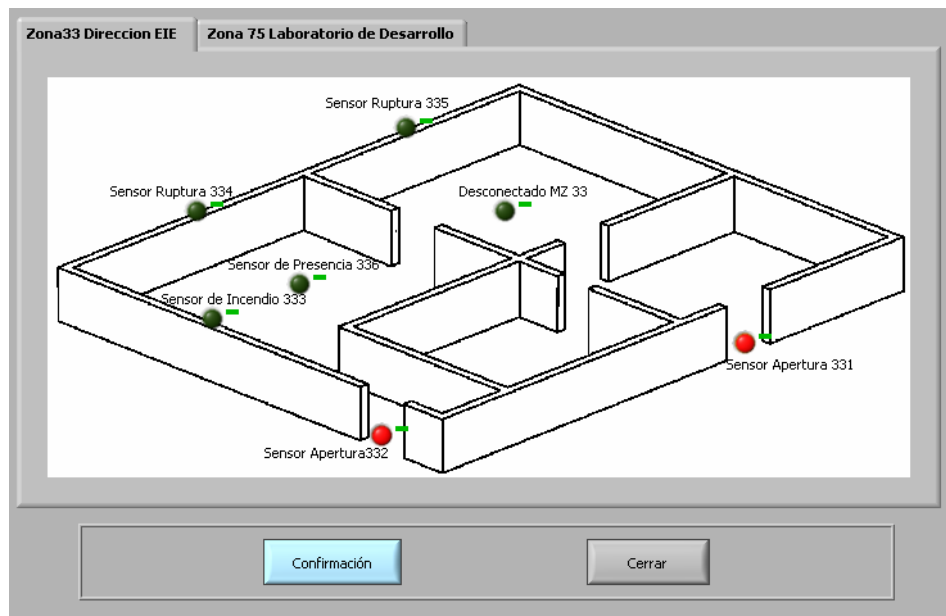 Zona33 Direccion EIE
Zona 75 Laboratorio de Desarrollo
Sensor Ruptura 335
Sensor Ruptura 334
Desconectado MZ 33
Sensor de Presencia 336
Sensor de Incendio 333
Sensor Apertura 331
Sensor Apertura332
Confirmación
Cerrar